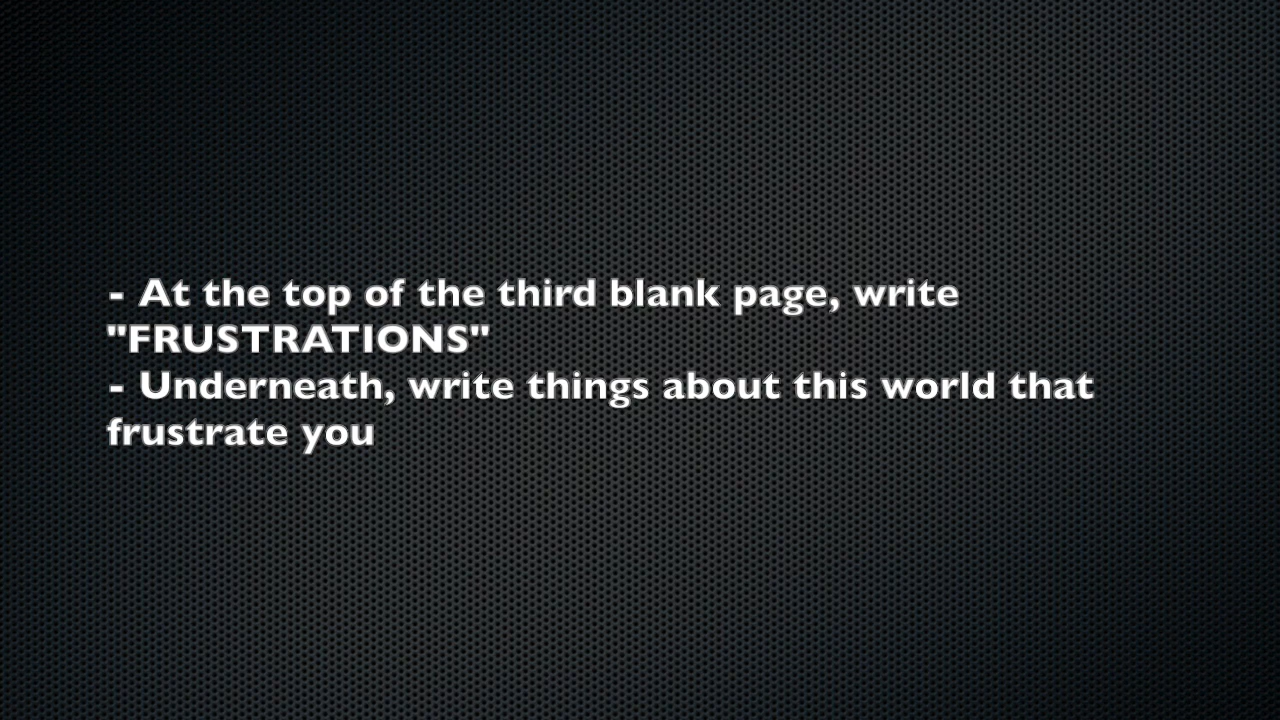 - At the top of the third blank page, write
"FRUSTRATIONS"
- Underneath, write things about this world that
frustrate you